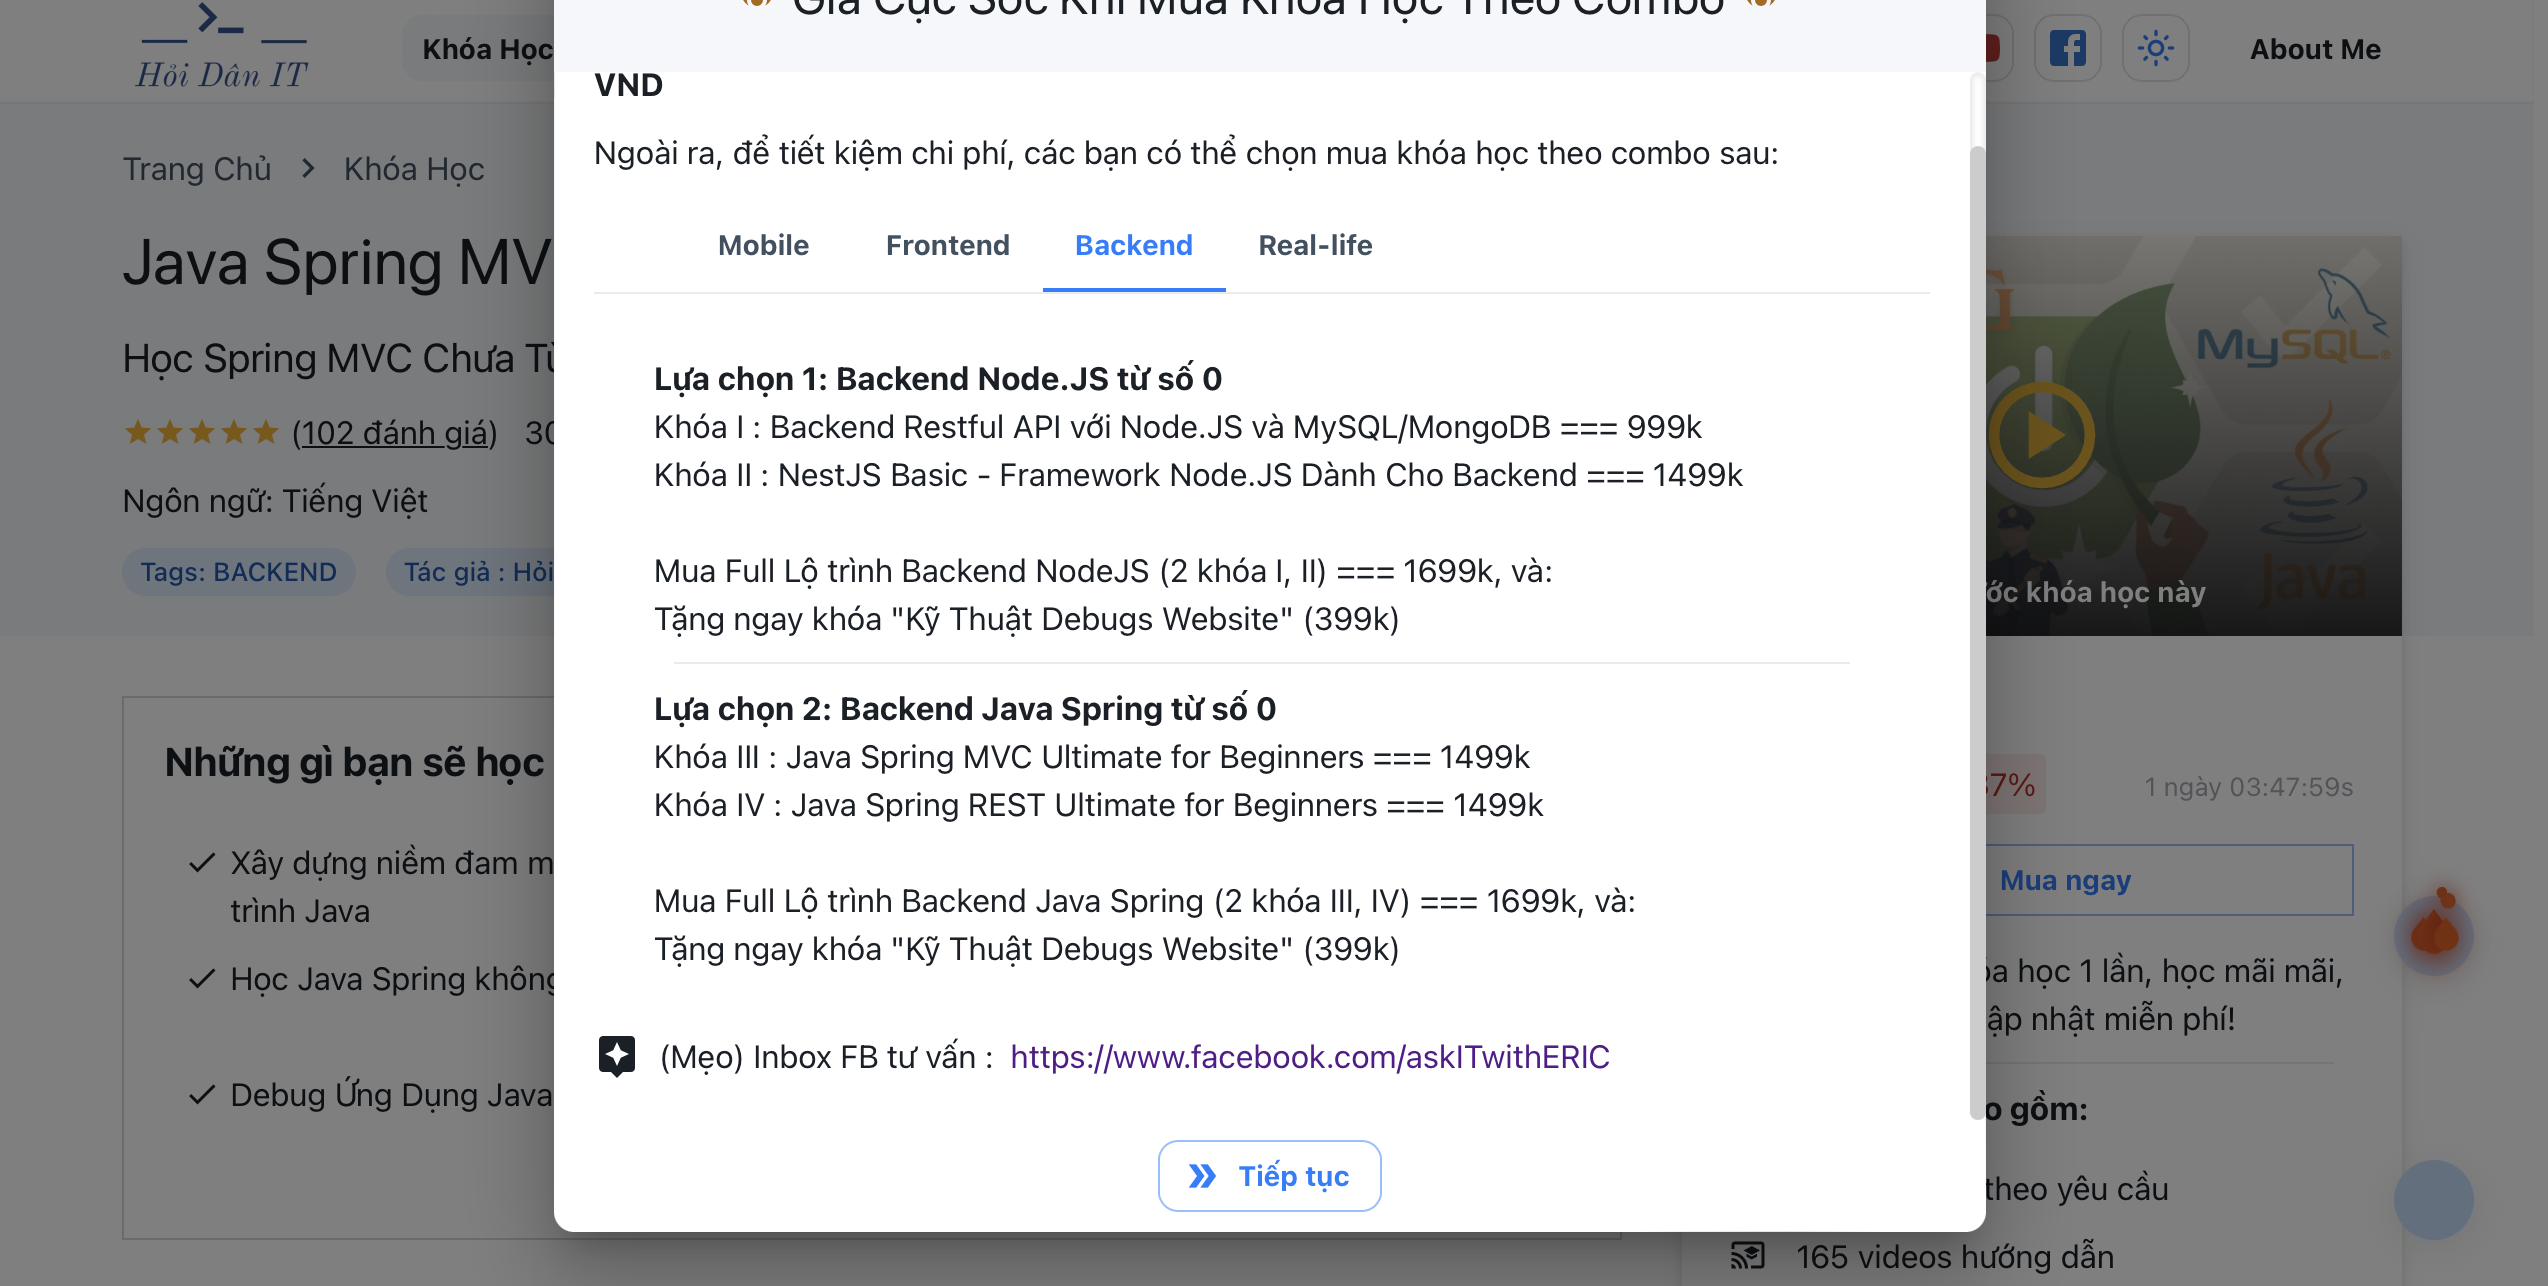 Giá Cực Sốc Khi Mua Khóa Học Theo Combo
Hỏi Dân IT
Khóa Học
About Me
VND
Ngoài ra, để tiết kiệm chi phí, các bạn có thể chọn mua khóa học theo combo sau:
Mobile
Frontend
Backend
Real-life
Lựa chọn 1: Backend Node.JS từ số 0
Khóa I : Backend Restful API với Node.JS và MySQL/MongoDB === 999k
Khóa II : NestJS Basic - Framework Node.JS Dành Cho Backend === 1499k
Mua Full Lộ trình Backend NodeJS (2 khóa I, II) === 1699k, và:
Tặng ngay khóa "Kỹ Thuật Debugs Website" (399k)
Lựa chọn 2: Backend Java Spring từ số 0
Khóa III : Java Spring MVC Ultimate for Beginners === 1499k
Khóa IV : Java Spring REST Ultimate for Beginners === 1499k
Mua Full Lộ trình Backend Java Spring (2 khóa III, IV) === 1699k, và:
Tặng ngay khóa "Kỹ Thuật Debugs Website" (399k)
(Mẹo) Inbox FB tư vấn : https://www.facebook.com/askITwithERIC
Tiếp tục
Trang Chủ > Khóa Học
Java Spring MV
Học Spring MVC Chưa Từ
(102 đánh giá) 30
Ngôn ngữ: Tiếng Việt
Tags: BACKEND
Tác giả : Hỏi
Những gì bạn sẽ học
Xây dựng niềm đam m
trình Java
Học Java Spring không
Debug Ứng Dụng Java
MySQL
Java
khóa học này
37%
1 ngày 03:47:59s
Mua ngay
học 1 lần, học mãi mãi,
nhật miễn phí!
gồm:
theo yêu cầu
165 videos hướng dẫn